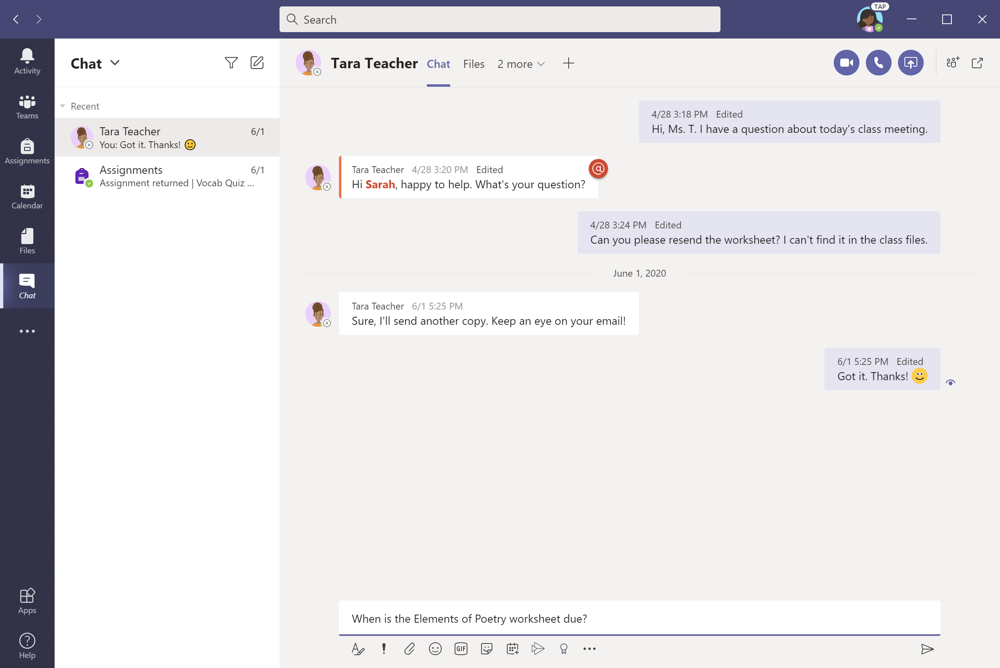 Search
TAP
Activity
Teams
Assignments
Calendar
Files
Chat
Apps
Help
Chat
Recent
Tara Teacher 6/1
You: Got it. Thanks! 🙂
Assignments 6/1
Assignment returned | Vocab Quiz ...
Tara Teacher Chat Files 2 more
4/28 3:18 PM Edited
Hi, Ms. T. I have a question about today's class meeting.
Tara Teacher 4/28 3:20 PM Edited
@
Hi Sarah, happy to help. What's your question?
4/28 3:24 PM Edited
Can you please resend the worksheet? I can't find it in the class files.
June 1, 2020
Tara Teacher 6/1 5:25 PM
Sure, I'll send another copy. Keep an eye on your email!
6/1 5:25 PM Edited
Got it. Thanks! 🙂
When is the Elements of Poetry worksheet due?
GIF